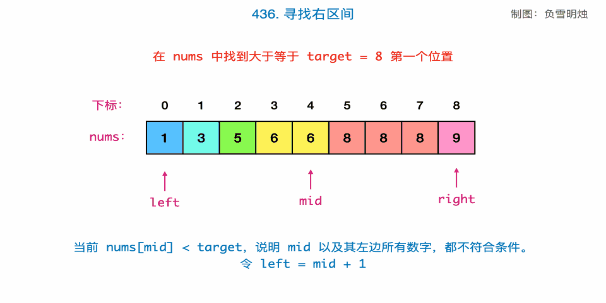 436. 寻找右区间
制图：负雪明烛
在 nums 中找到大于等于 target = 8 第一个位置
下标： 0 1 2 3 4 5 6 7 8
nums： 1 3 5 6 6 8 8 8 9
left mid right
当前 nums[mid] < target，说明 mid 以及其左边所有数字，都不符合条件。
令 left = mid + 1